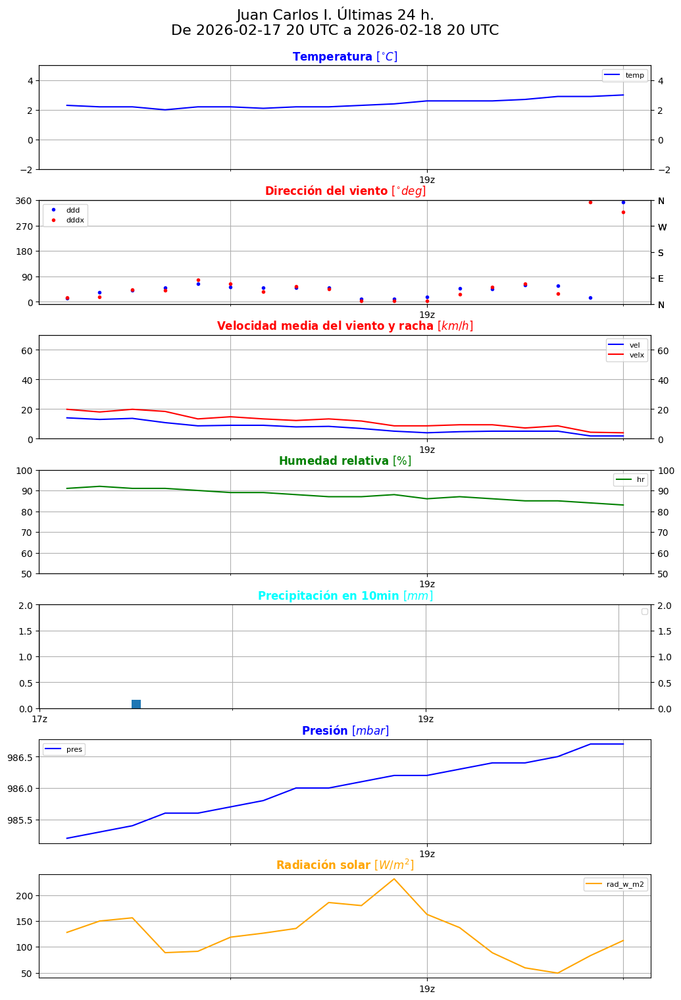 Juan Carlos I. Últimas 24 h.
De 2026-02-17 20 UTC a 2026-02-18 20 UTC
Temperatura [°C]
4
2
0
−2
temp
4
2
0
−2
19z
Dirección del viento [°deg]
360
270
180
90
0
ddd
dddx
N
W
S
E
N
19z
Velocidad media del viento y racha [km/h]
60
40
20
0
vel
velx
60
40
20
0
19z
Humedad relativa [%]
100
90
80
70
60
50
hr
100
90
80
70
60
50
19z
Precipitación en 10min [mm]
2.0
1.5
1.0
0.5
0.0
2.0
1.5
1.0
0.5
0.0
17z 19z
Presión [mbar]
986.5
986.0
985.5
pres
19z
Radiación solar [W/m²]
200
150
100
50
rad_w_m2
19z